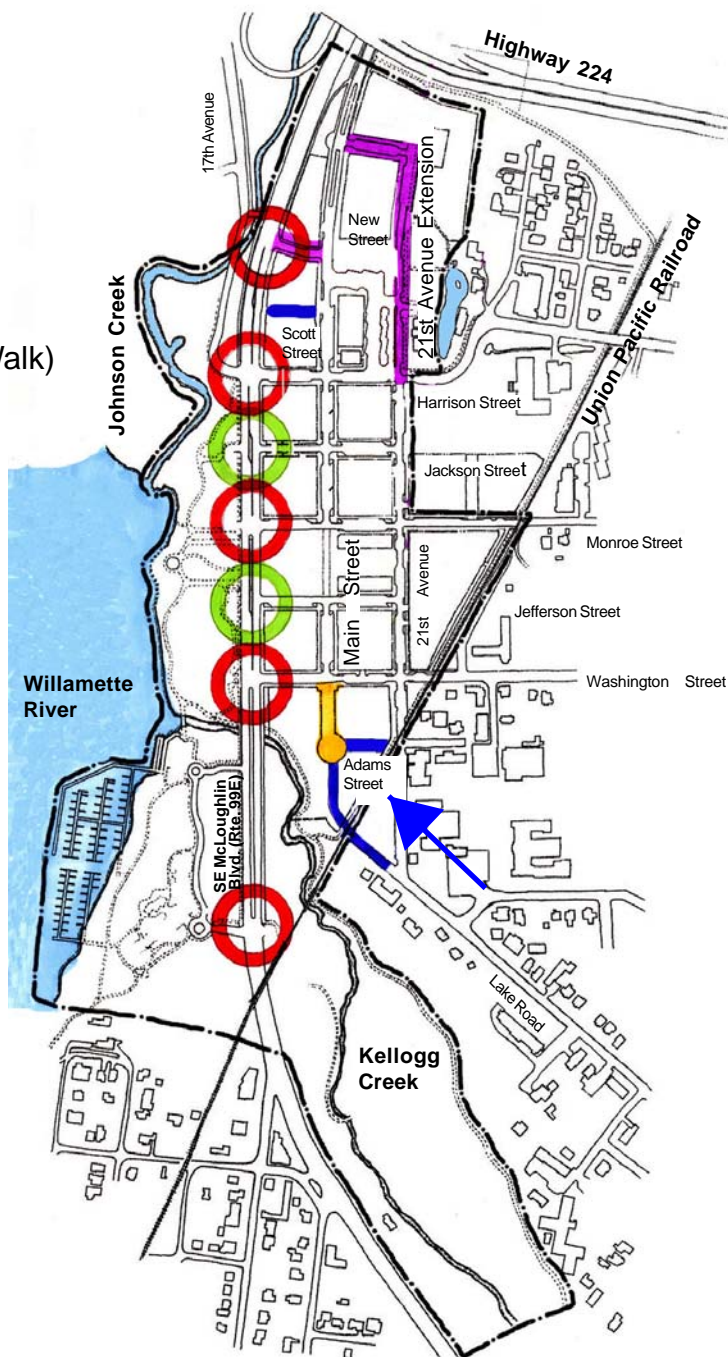 Highway 224
17th Avenue
21st Avenue Extension
New
Street
Union Pacific Railroad
Johnson Creek
Scott
Street
Walk)
Harrison Street
Jackson Street
Main Street
21st Avenue
Monroe Street
Jefferson Street
Washington Street
Willamette
River
Adams
Street
SE McLoughlin
Blvd. (Rte. 99E)
Lake Road
Kellogg
Creek